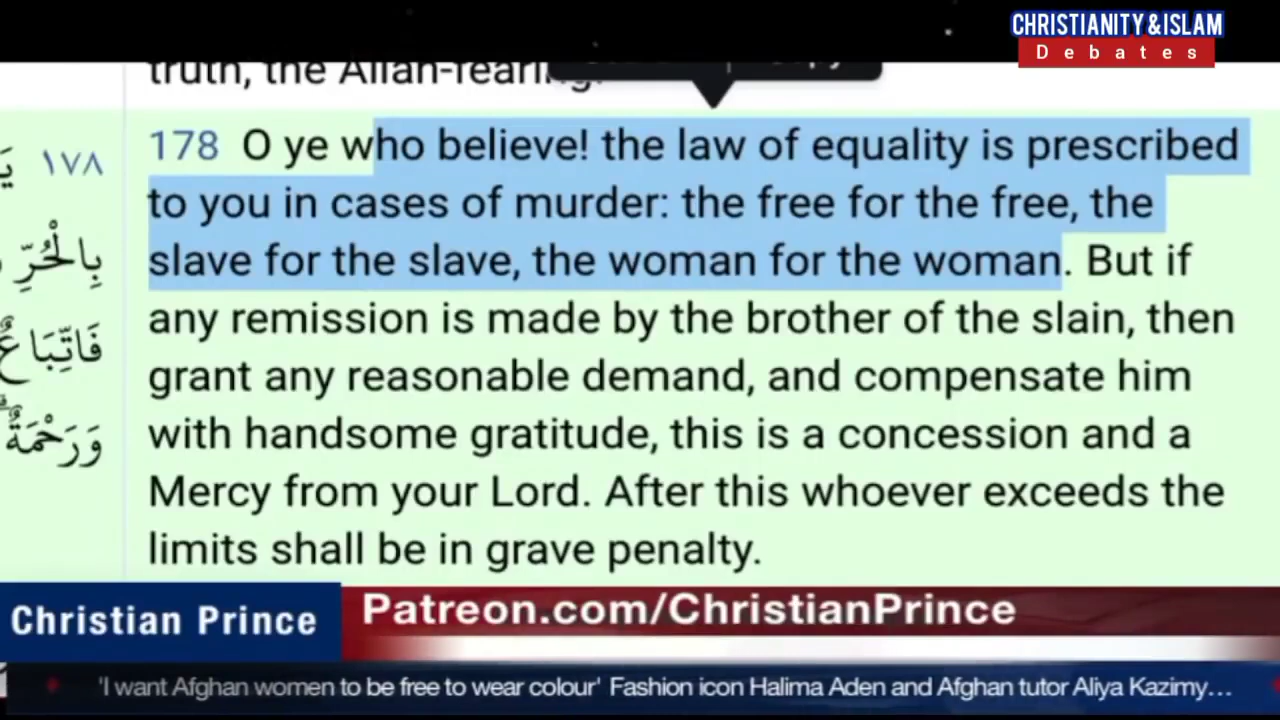 CHRISTIANITY & ISLAM
Debates
truth, the Allah-fearing.
178 O ye who believe! the law of equality is prescribed
to you in cases of murder: the free for the free, the
slave for the slave, the woman for the woman. But if
any remission is made by the brother of the slain, then
grant any reasonable demand, and compensate him
with handsome gratitude, this is a concession and a
Mercy from your Lord. After this whoever exceeds the
limits shall be in grave penalty.
١٧٨
بِالْحُرِّ
فَاتِّبَاعٌ
وَرَحْمَةٌ
Christian Prince
Patreon.com/ChristianPrince
'I want Afghan women to be free to wear colour' Fashion icon Halima Aden and Afghan tutor Aliya Kazimy...